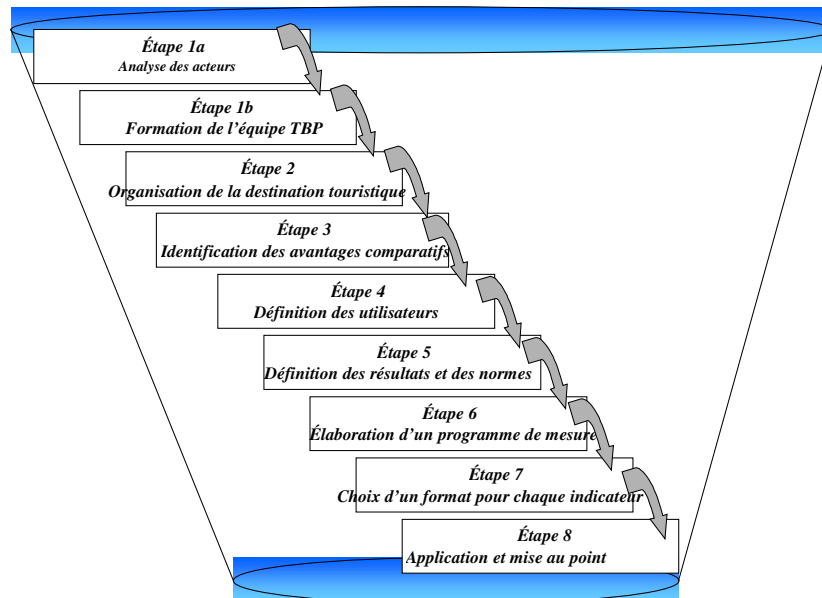 Étape 1a
Analyse des acteurs
Étape 1b
Formation de l'équipe TBP
Étape 2
Organisation de la destination touristique
Étape 3
Identification des avantages comparatifs
Étape 4
Définition des utilisateurs
Étape 5
Définition des résultats et des normes
Étape 6
Élaboration d'un programme de mesure
Étape 7
Choix d'un format pour chaque indicateur
Étape 8
Application et mise au point